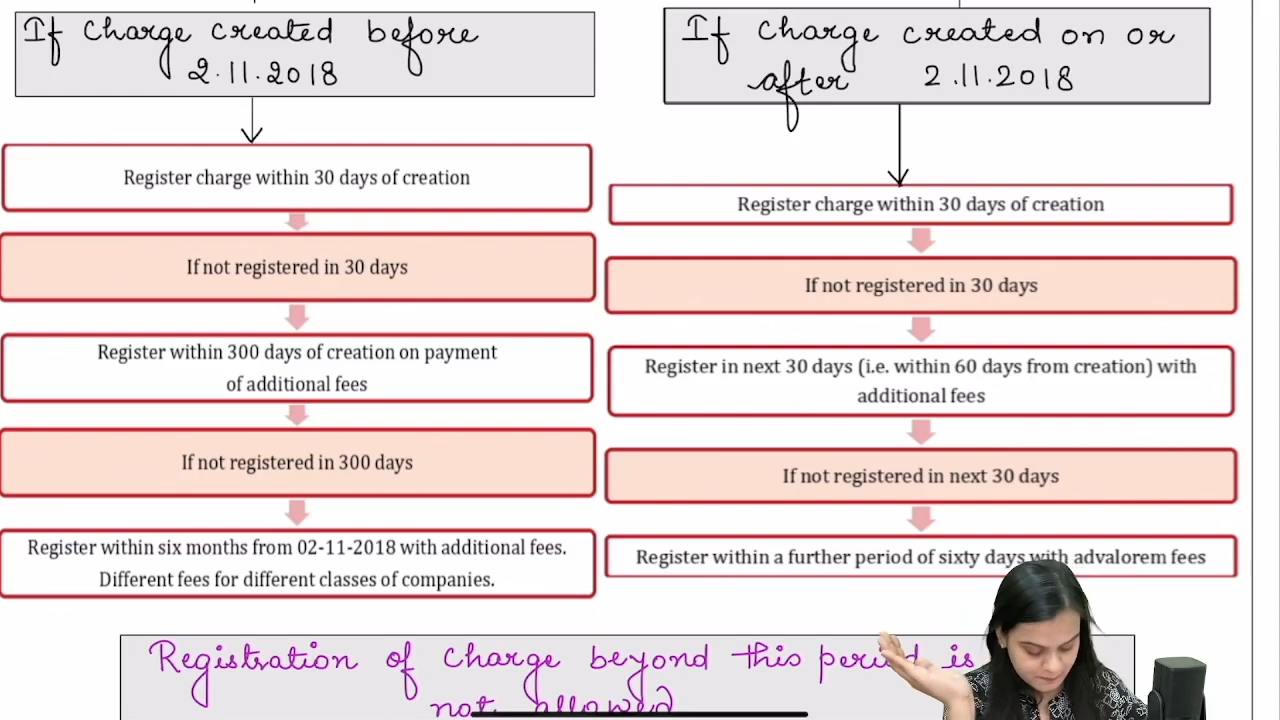 If charge created before
2.11.2018
Register charge within 30 days of creation
If not registered in 30 days
Register within 300 days of creation on payment
of additional fees
If not registered in 300 days
Register within six months from 02-11-2018 with additional fees.
Different fees for different classes of companies.
If charge created on or
after 2.11.2018
Register charge within 30 days of creation
If not registered in 30 days
Register in next 30 days (i.e. within 60 days from creation) with
additional fees
If not registered in next 30 days
Register within a further period of sixty days with advalorem fees
Registration of charge beyond this period is
not allowed